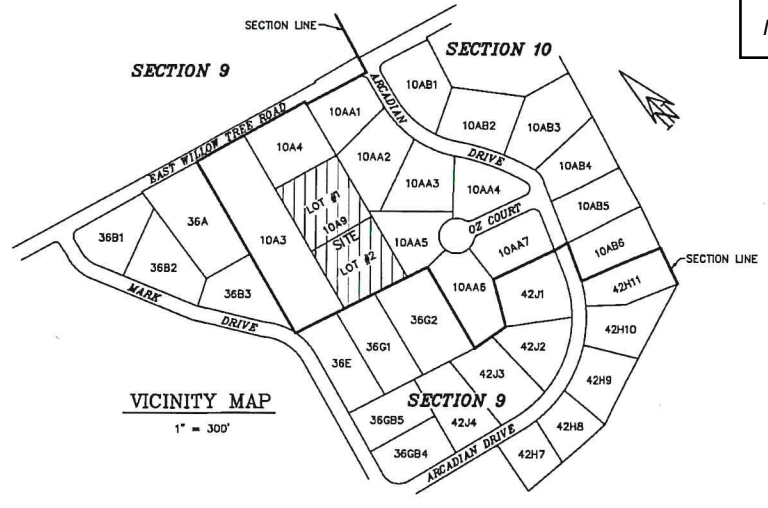 SECTION LINE
SECTION 9
SECTION 10
EAST WILLOW TREE ROAD
ARCADIAN
DRIVE
10AB1
10AA1
10AB2
10AB3
10A4
10AA2
10AB4
10AA3
10AA4
LOT #1
10A9
SITE
LOT #2
36A
10AB5
OZ COURT
36B1
10A3
10AA5
10AA7
10AB6
SECTION LINE
36B2
36B3
10AA6
42J1
42H11
MARK
DRIVE
36G2
36G1
36E
42H10
42J2
42J3
42H9
VICINITY MAP
1" = 300'
SECTION 9
36GB5
42J4
36GB4
ARCADIAN DRIVE
42H8
42H7